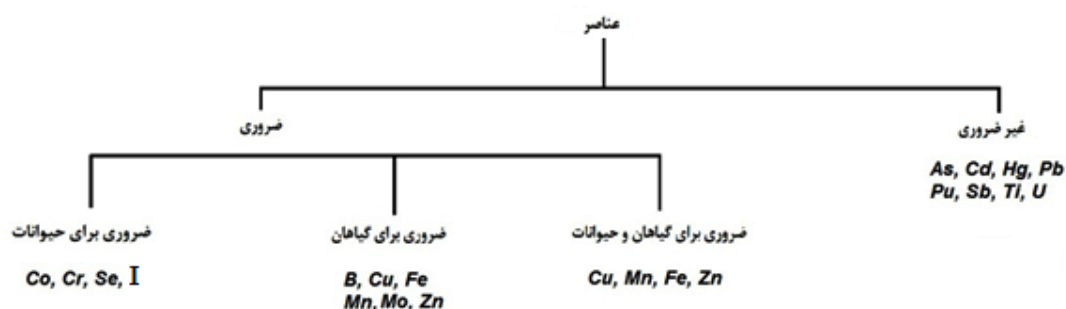 عناصر
ضروری
غیر ضروری
As, Cd, Hg, Pb
Pu, Sb, Ti, U
ضروری برای حیوانات
Co, Cr, Se, I
ضروری برای گیاهان
B, Cu, Fe
Mn, Mo, Zn
ضروری برای گیاهان و حیوانات
Cu, Mn, Fe, Zn